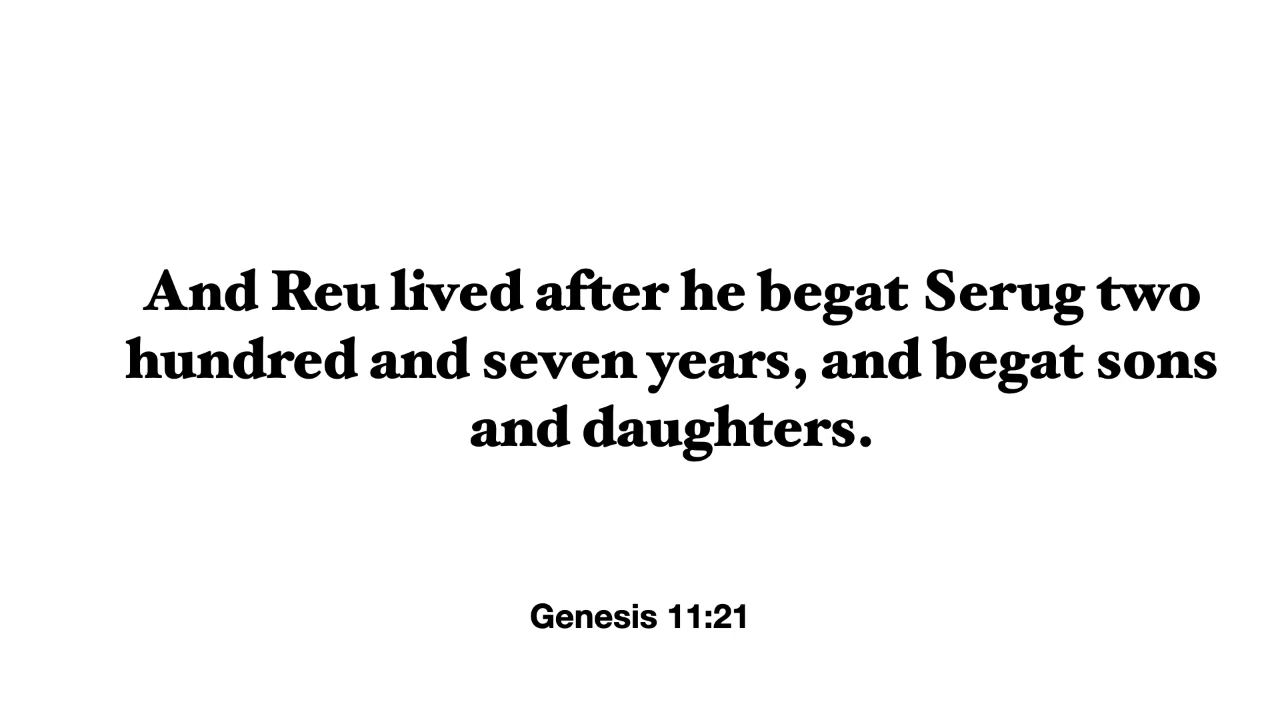 And Reu lived after he begat Serug two
hundred and seven years, and begat sons
and daughters.
Genesis 11:21